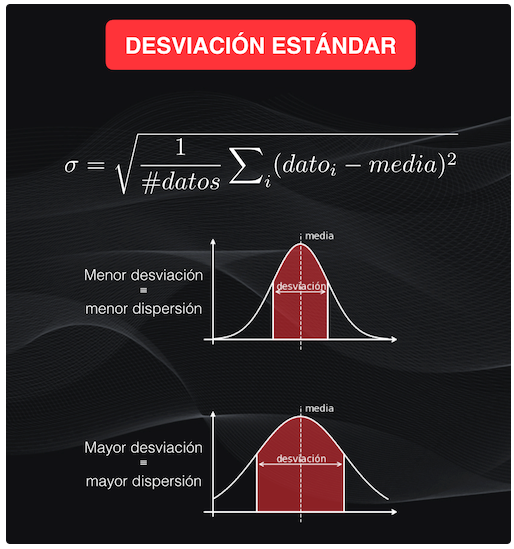 DESVIACIÓN ESTÁNDAR
σ = √(1/#datos ∑ᵢ(datoᵢ − media)²)
media
Menor desviación
=
menor dispersión
desviación
media
Mayor desviación
=
mayor dispersión
desviación